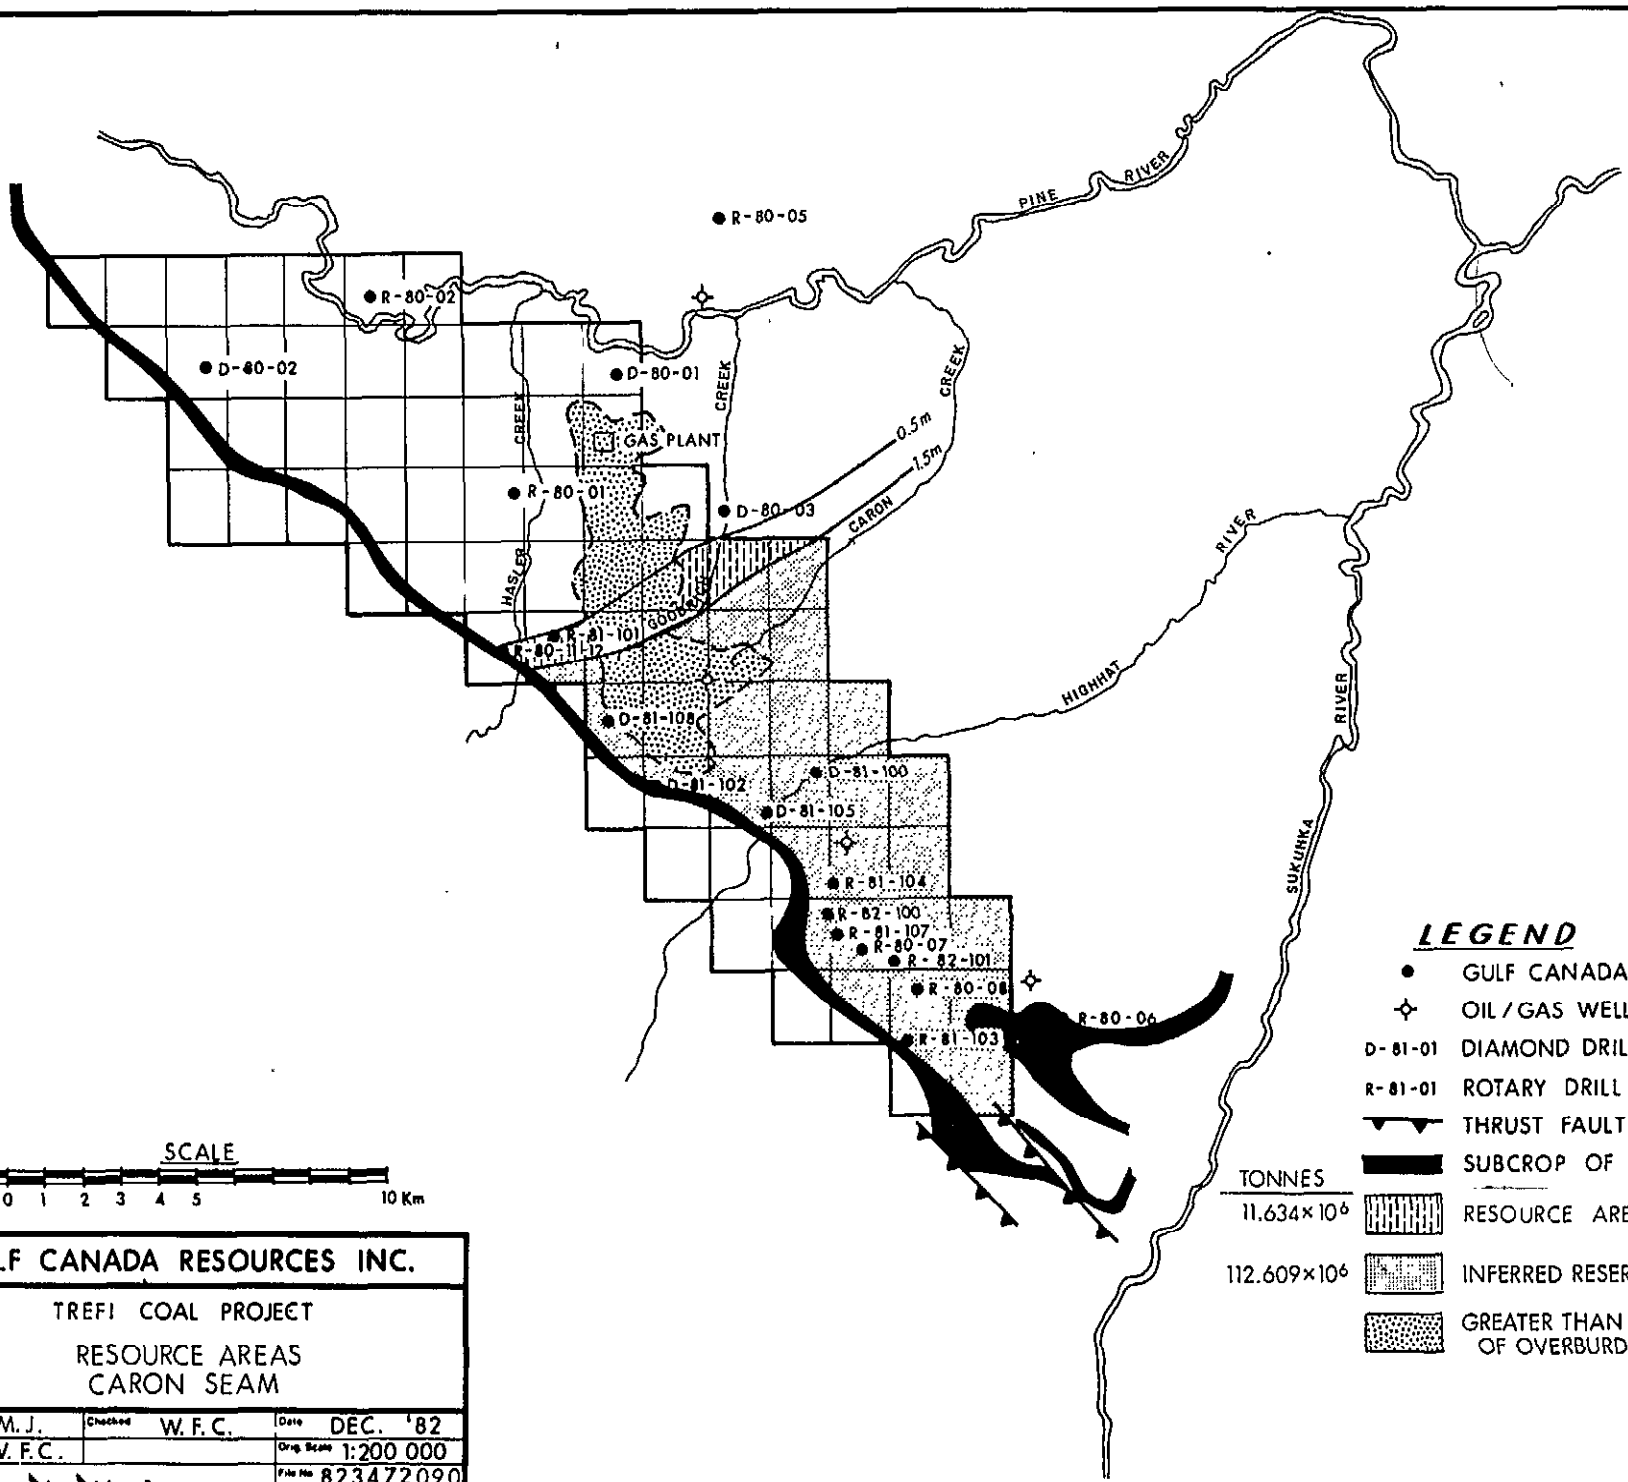 PINE RIVER
R-80-05
R-80-02
D-80-02
D-80-01
CREEK
CREEK
CREEK
0.5m
1.5m
GAS PLANT
R-80-01
D-80-03
CARON
RIVER
HASLER
GOODRICH
R-81-101
R-80-11-12
HIGHHAT
RIVER
D-81-108
D-81-100
D-81-102
D-81-105
SUKUNKA
R-81-104
R-82-100
R-81-107
R-80-07
R-82-101
R-80-08
R-80-06
R-81-103
LEGEND
GULF CANADA
OIL/GAS WELL
D-81-01 DIAMOND DRIL
R-81-01 ROTARY DRILL
THRUST FAULT
SUBCROP OF
TONNES
11.634×10⁶ RESOURCE ARE
112.609×10⁶ INFERRED RESER
GREATER THAN
OF OVERBURD
SCALE
0 1 2 3 4 5 10 Km
LF CANADA RESOURCES INC.
TREFI COAL PROJECT
RESOURCE AREAS
CARON SEAM
M.J. Checked W.F.C. Date DEC. '82
W.F.C. Orig. Scale 1:200 000
File No 823472090